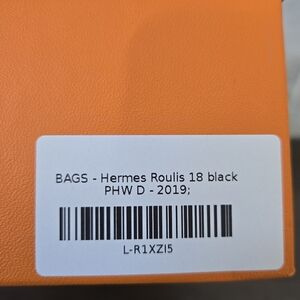 BAGS - Hermes Roulis 18 black
PHW D - 2019;
L-R1XZI5